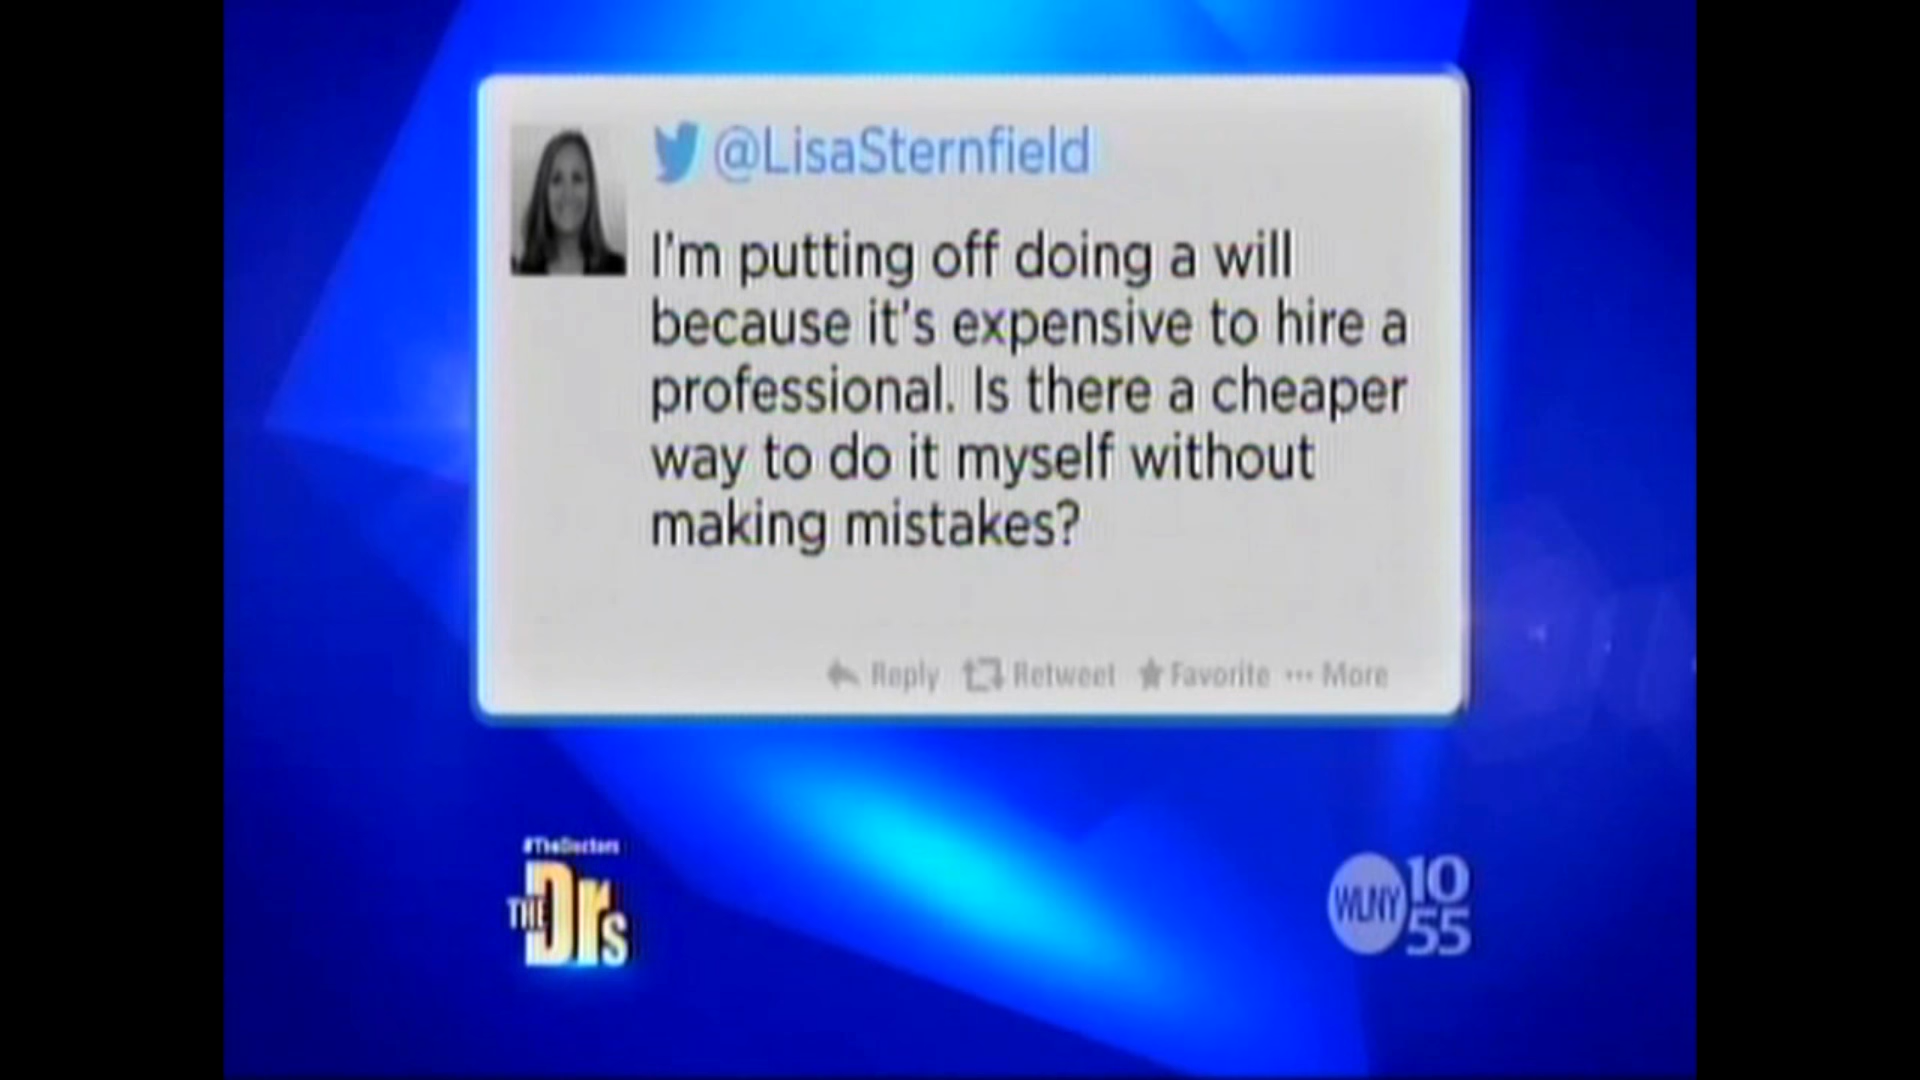 @LisaSternfield
I'm putting off doing a will
because it's expensive to hire a
professional. Is there a cheaper
way to do it myself without
making mistakes?
Reply Retweet Favorite ••• More
#TheDoctors
THE Drs
WLNY 10
55